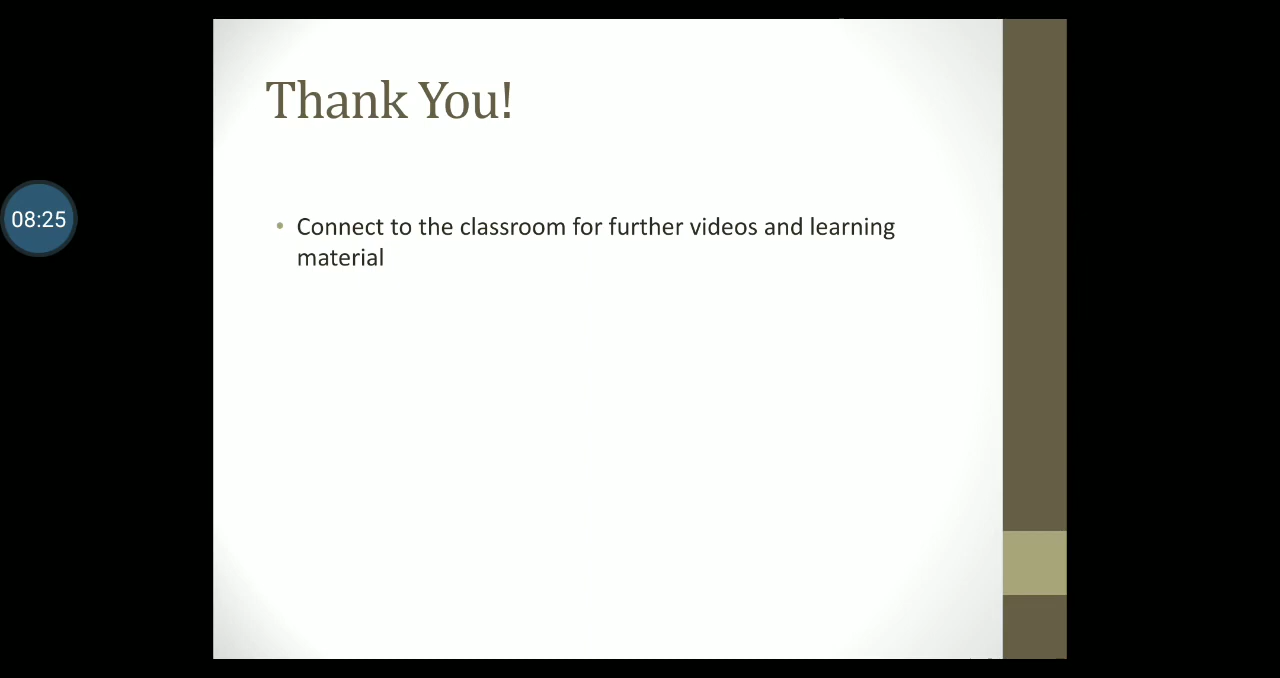 Thank You!
08:25
• Connect to the classroom for further videos and learning
material